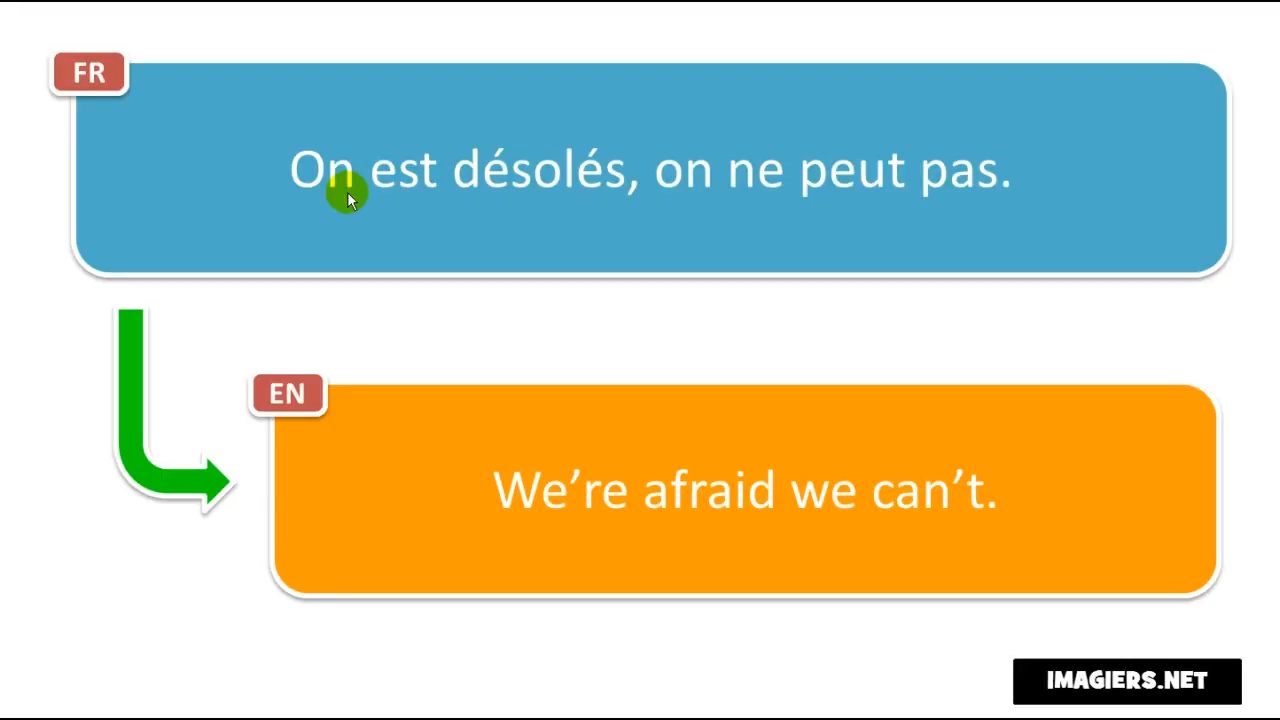 FR
On est désolés, on ne peut pas.
EN
We’re afraid we can’t.
IMAGIERS.NET